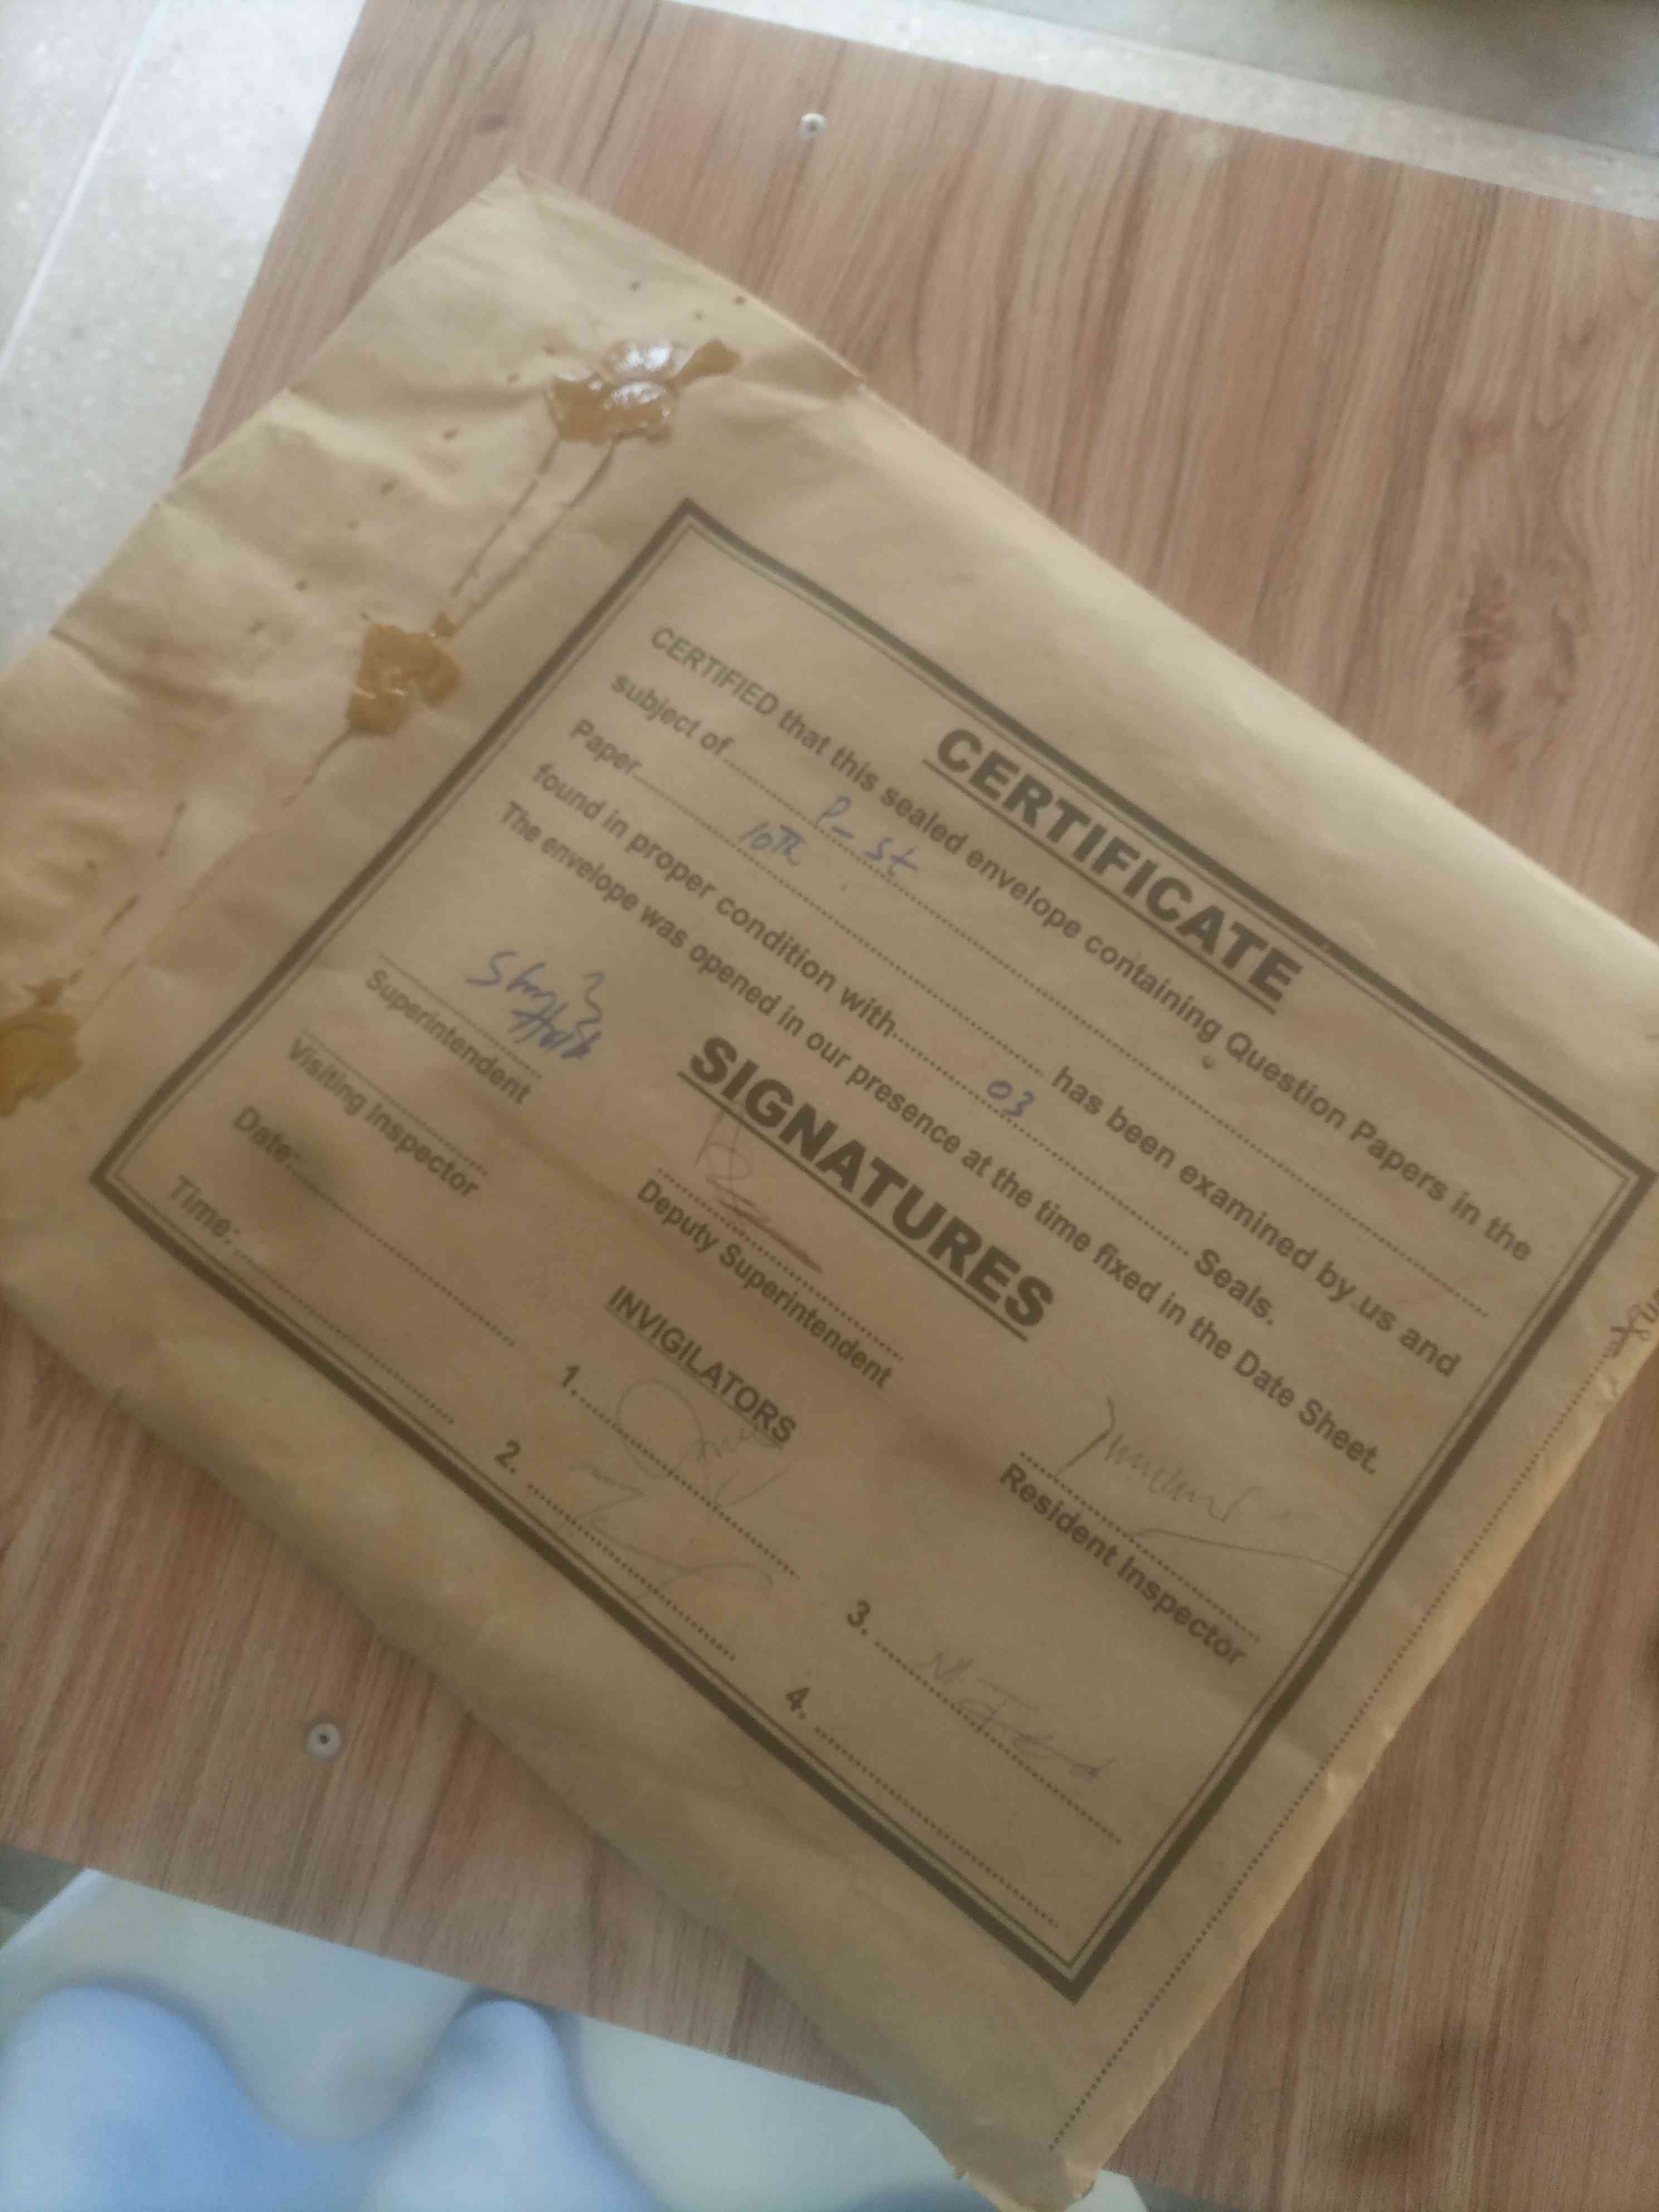 CERTIFICATE
CERTIFIED that this sealed envelope containing Question Papers in the
subject of P-St
Paper 10Th has been examined by us and
found in proper condition with 03 Seals.
The envelope was opened in our presence at the time fixed in the Date Sheet.
SIGNATURES
Superintendent
Deputy Superintendent
Resident Inspector
Visiting Inspector
INVIGILATORS
Date:
1.
3.
Time:
2.
4.